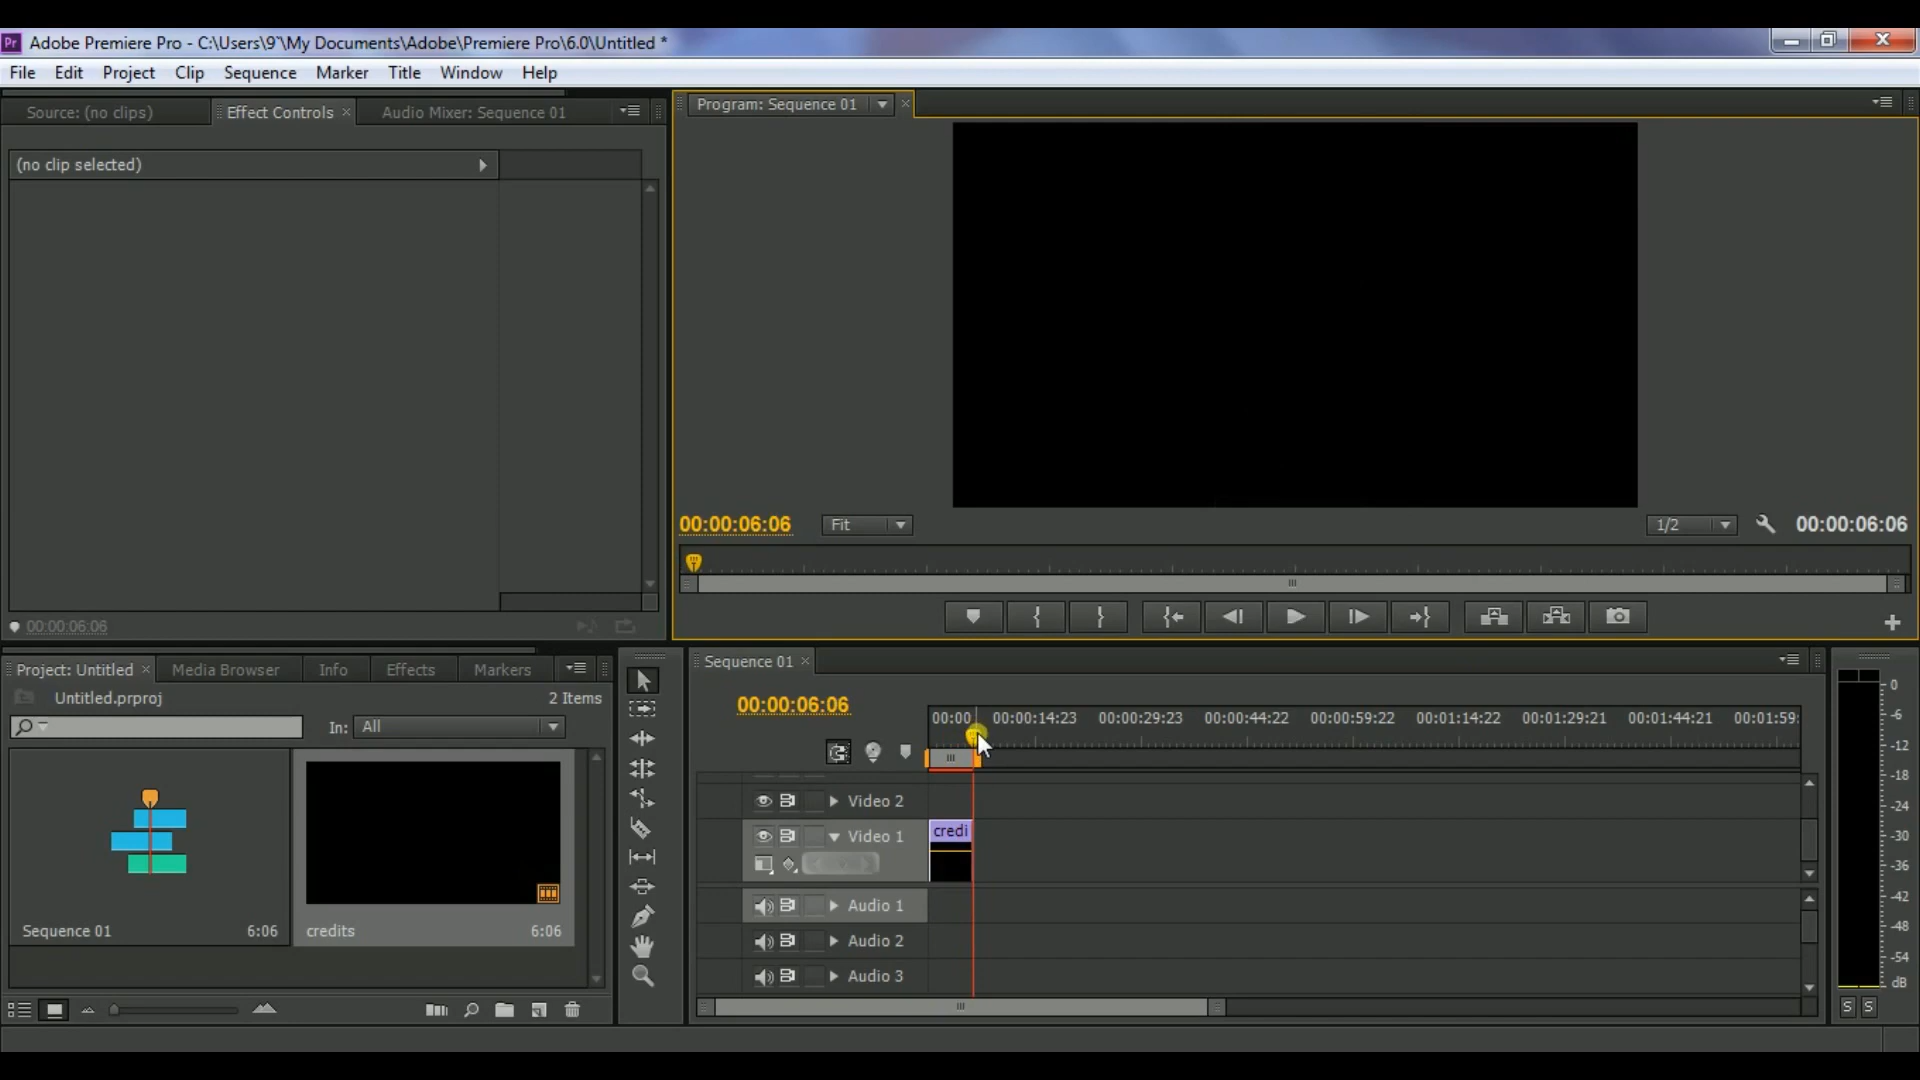 Pr Adobe Premiere Pro - C:\Users\9˜\My Documents\Adobe\Premiere Pro\6.0\Untitled *
File Edit Project Clip Sequence Marker Title Window Help
Source: (no clips) Effect Controls Audio Mixer: Sequence 01
Program: Sequence 01
(no clip selected)
00:00:06:06 Fit 1/2 00:00:06:06
00:00:06:06
Project: Untitled Media Browser Info Effects Markers
Untitled.prproj 2 Items
In: All
Sequence 01 6:06
credits 6:06
Sequence 01
00:00:06:06
00:00 00:00:14:23 00:00:29:23 00:00:44:22 00:00:59:22 00:01:14:22 00:01:29:21 00:01:44:21 00:01:59:
Video 2
Video 1 credi
Audio 1
Audio 2
Audio 3
0
-6
-12
-18
-24
-30
-36
-42
-48
-54
dB
S S